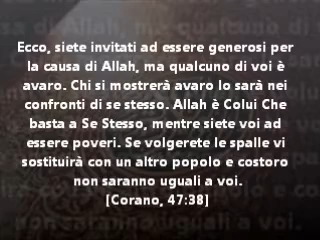 Ecco, siete invitati ad essere generosi per
la causa di Allah, ma qualcuno di voi è
avaro. Chi si mostrerà avaro lo sarà nei
confronti di se stesso. Allah è Colui Che
basta a Se Stesso, mentre siete voi ad
essere poveri. Se volgerete le spalle vi
sostituirà con un altro popolo e costoro
non saranno uguali a voi.
[Corano, 47:38]